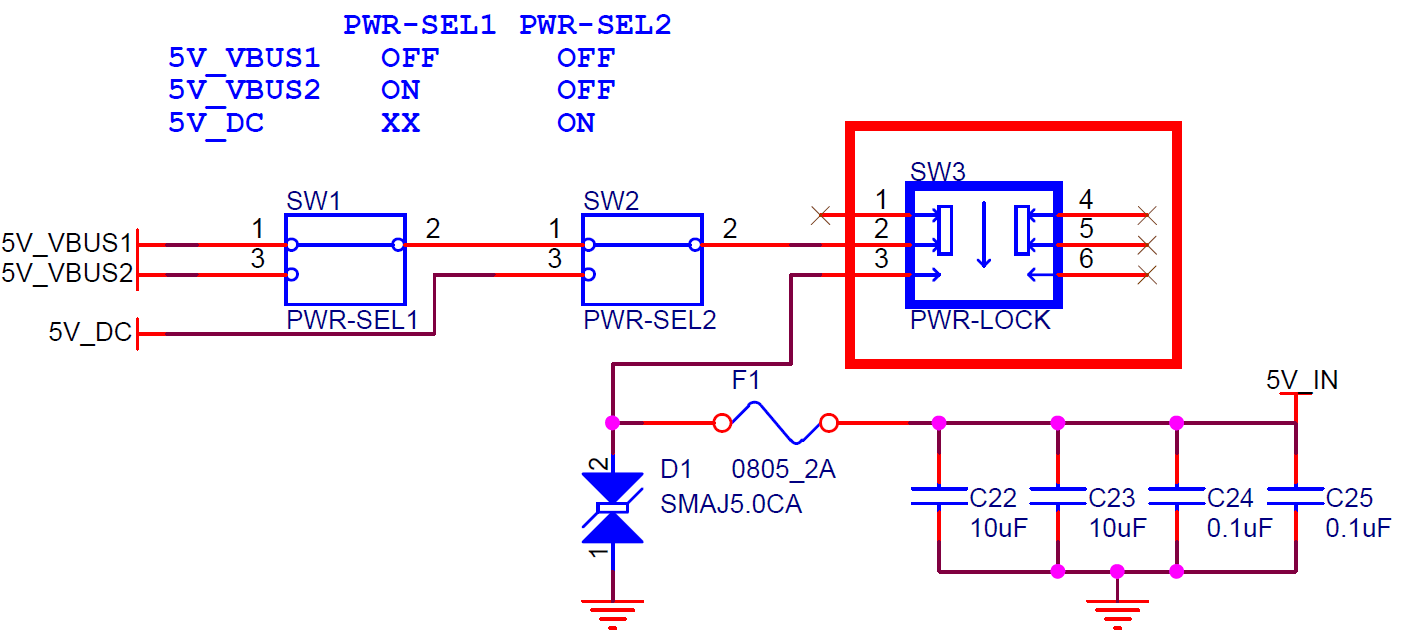 PWR-SEL1 PWR-SEL2
5V_VBUS1 OFF OFF
5V_VBUS2 ON OFF
5V_DC XX ON
SW1
SW2
SW3
1
2
1
2
1
4
5V_VBUS1
2
5
5V_VBUS2
3
3
3
6
5V_DC
PWR-SEL1
PWR-SEL2
PWR-LOCK
F1
5V_IN
2
D1
0805_2A
SMAJ5.0CA
1
C22
10uF
C23
10uF
C24
0.1uF
C25
0.1uF